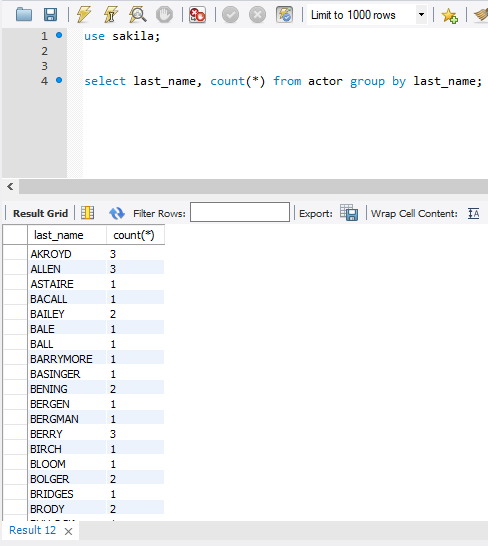 Limit to 1000 rows
1 use sakila;
2
3
4 select last_name, count(*) from actor group by last_name;
Result Grid Filter Rows: Export: Wrap Cell Content:
last_name count(*)
AKROYD 3
ALLEN 3
ASTAIRE 1
BACALL 1
BAILEY 2
BALE 1
BALL 1
BARRYMORE 1
BASINGER 1
BENING 2
BERGEN 1
BERGMAN 1
BERRY 3
BIRCH 1
BLOOM 1
BOLGER 2
BRIDGES 1
BRODY 2
Result 12